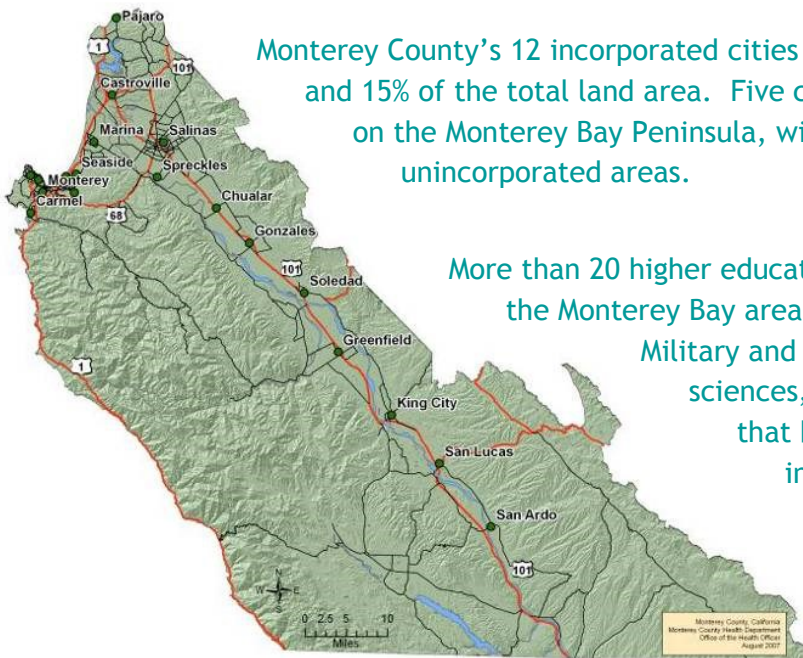 Pajaro
1
101
Monterey County’s 12 incorporated cities
and 15% of the total land area. Five o
on the Monterey Bay Peninsula, wi
unincorporated areas.
Castroville
Marina
Salinas
Seaside
Spreckles
Monterey
Carmel
68
Chualar
Gonzales
101
Soledad
More than 20 higher educat
the Monterey Bay area
Military and
sciences,
that
in
Greenfield
1
King City
San Lucas
San Ardo
101
N
W E
S
0 2.5 5 10
Miles
Monterey County, California
Monterey County Health Department
Office of the Health Officer
August 2007